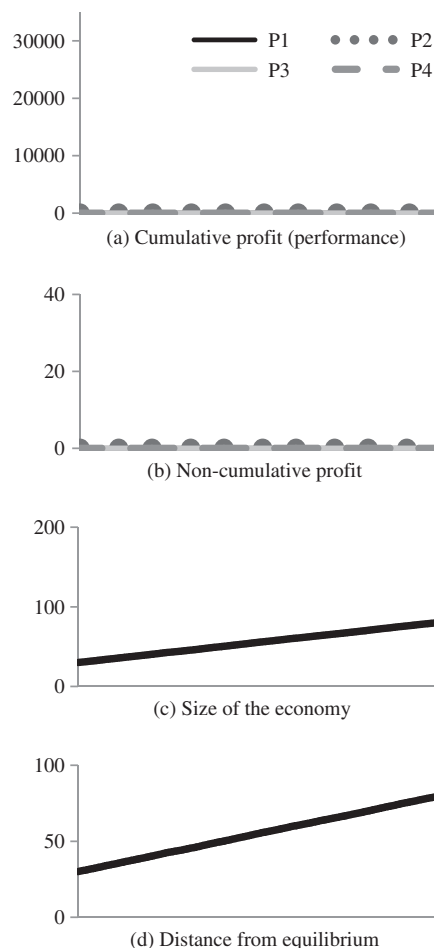 30000
20000
10000
0
P1
P2
P3
P4
(a) Cumulative profit (performance)
40
20
0
(b) Non-cumulative profit
200
100
0
(c) Size of the economy
100
50
0
(d) Distance from equilibrium